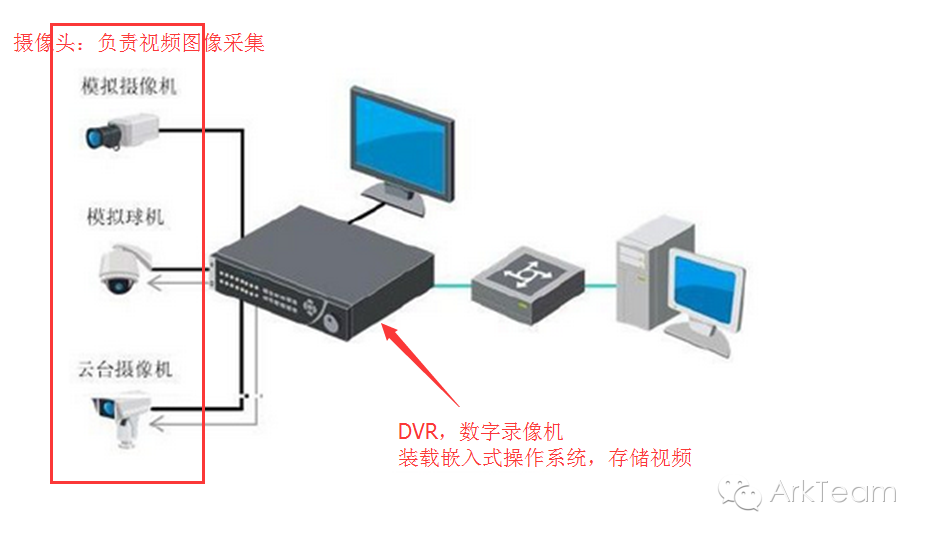 摄像头：负责视频图像采集
模拟摄像机
模拟球机
云台摄像机
DVR，数字录像机
装载嵌入式操作系统，存储视频
ArkTeam